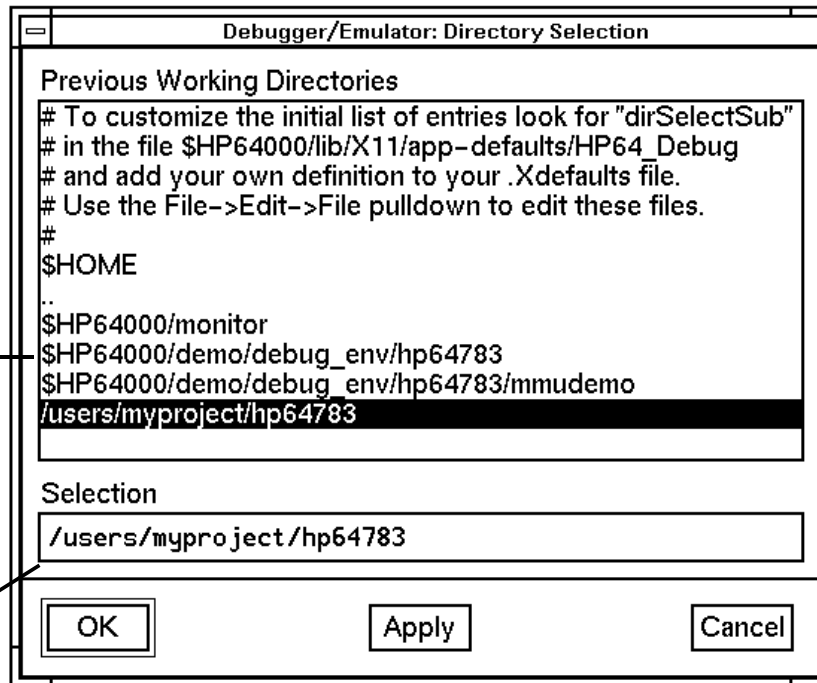 Debugger/Emulator: Directory Selection
Previous Working Directories
# To customize the initial list of entries look for "dirSelectSub"
# in the file $HP64000/lib/X11/app-defaults/HP64_Debug
# and add your own definition to your .Xdefaults file.
# Use the File->Edit->File pulldown to edit these files.
#
$HOME
..
$HP64000/monitor
$HP64000/demo/debug_env/hp64783
$HP64000/demo/debug_env/hp64783/mmudemo
/users/myproject/hp64783
Selection
/users/myproject/hp64783
OK Apply Cancel